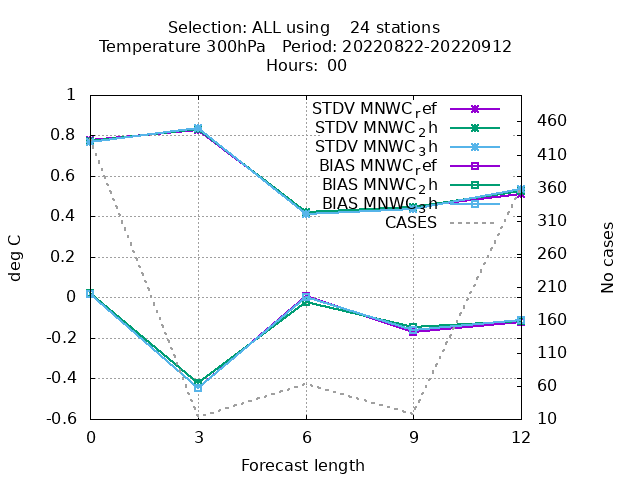 Selection: ALL using 24 stations
Temperature 300hPa Period: 20220822-20220912
Hours: 00
1
0.8
0.6
0.4
0.2
0
-0.2
-0.4
-0.6
deg C
STDV MNWC_ref
STDV MNWC_2h
STDV MNWC_3h
BIAS MNWC_ref
BIAS MNWC_2h
BIAS MNWC_3h
CASES
460
410
360
310
260
210
160
110
60
10
No cases
0 3 6 9 12
Forecast length